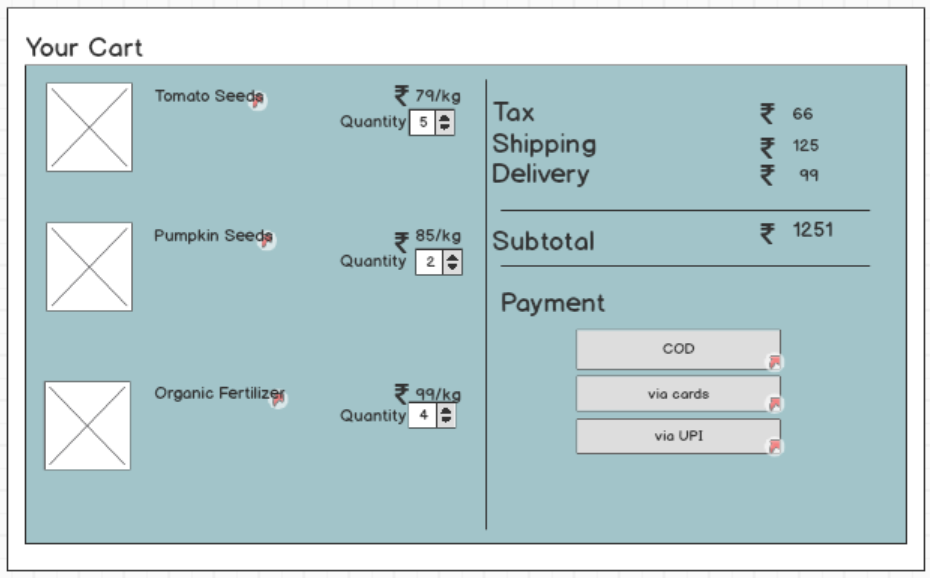 Your Cart
Tomato Seeds ₹ 79/kg
Quantity 5
Pumpkin Seeds ₹ 85/kg
Quantity 2
Organic Fertilizer ₹ 99/kg
Quantity 4
Tax ₹ 66
Shipping ₹ 125
Delivery ₹ 99
Subtotal ₹ 1251
Payment
COD
via cards
via UPI